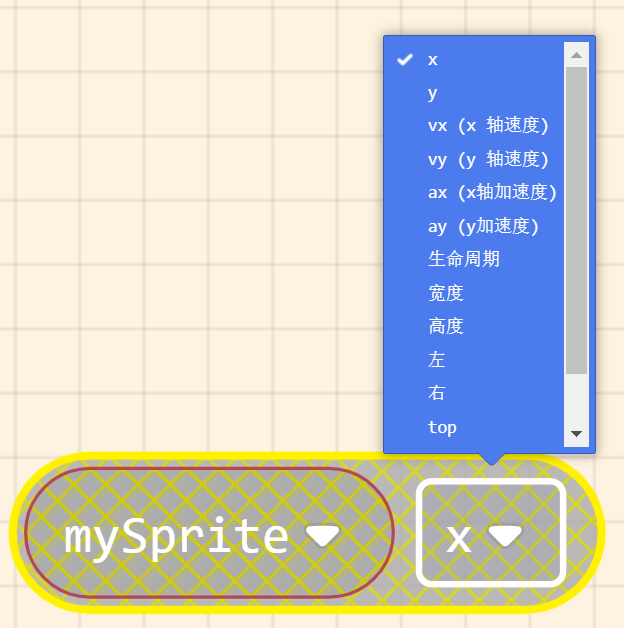 x
y
vx (x 轴速度)
vy (y 轴速度)
ax (x轴加速度)
ay (y加速度)
生命周期
宽度
高度
左
右
top
mySprite x